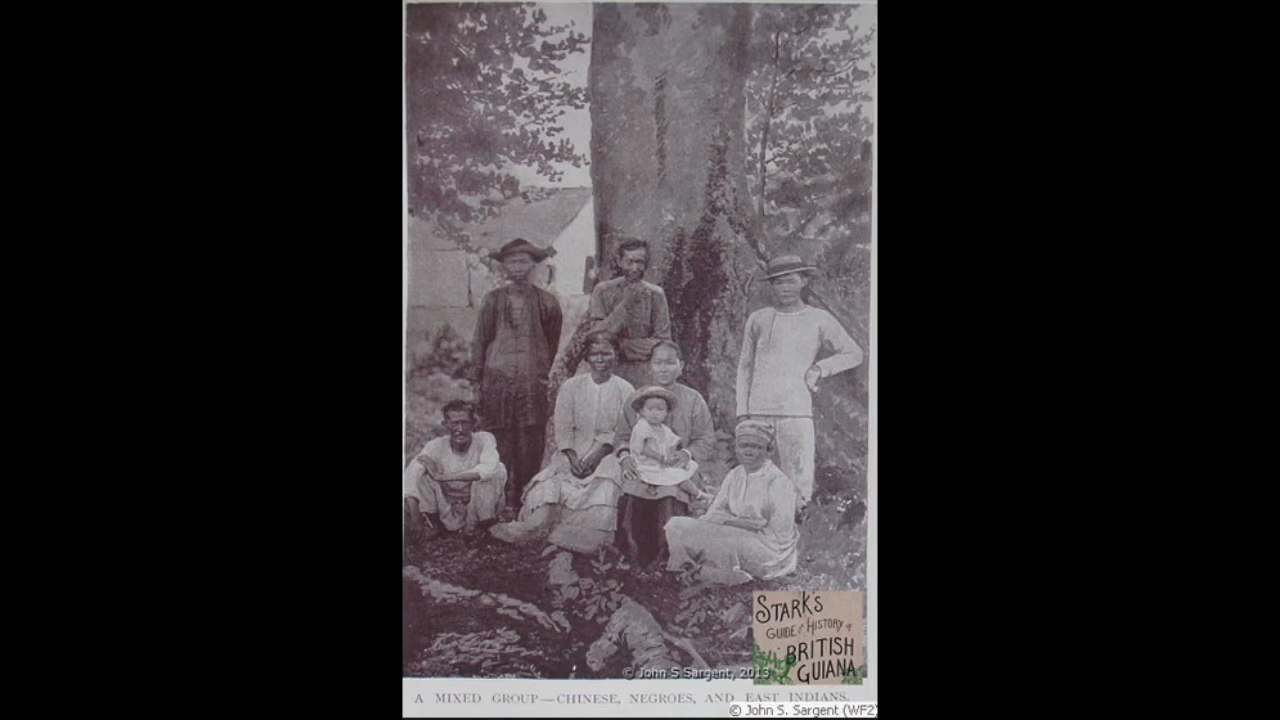 STARK'S
GUIDE & HISTORY of
BRITISH
GUIANA
© John S Sargent, 2013
A MIXED GROUP—CHINESE, NEGROES, AND EAST INDIANS.
© John S. Sargent (WF2)